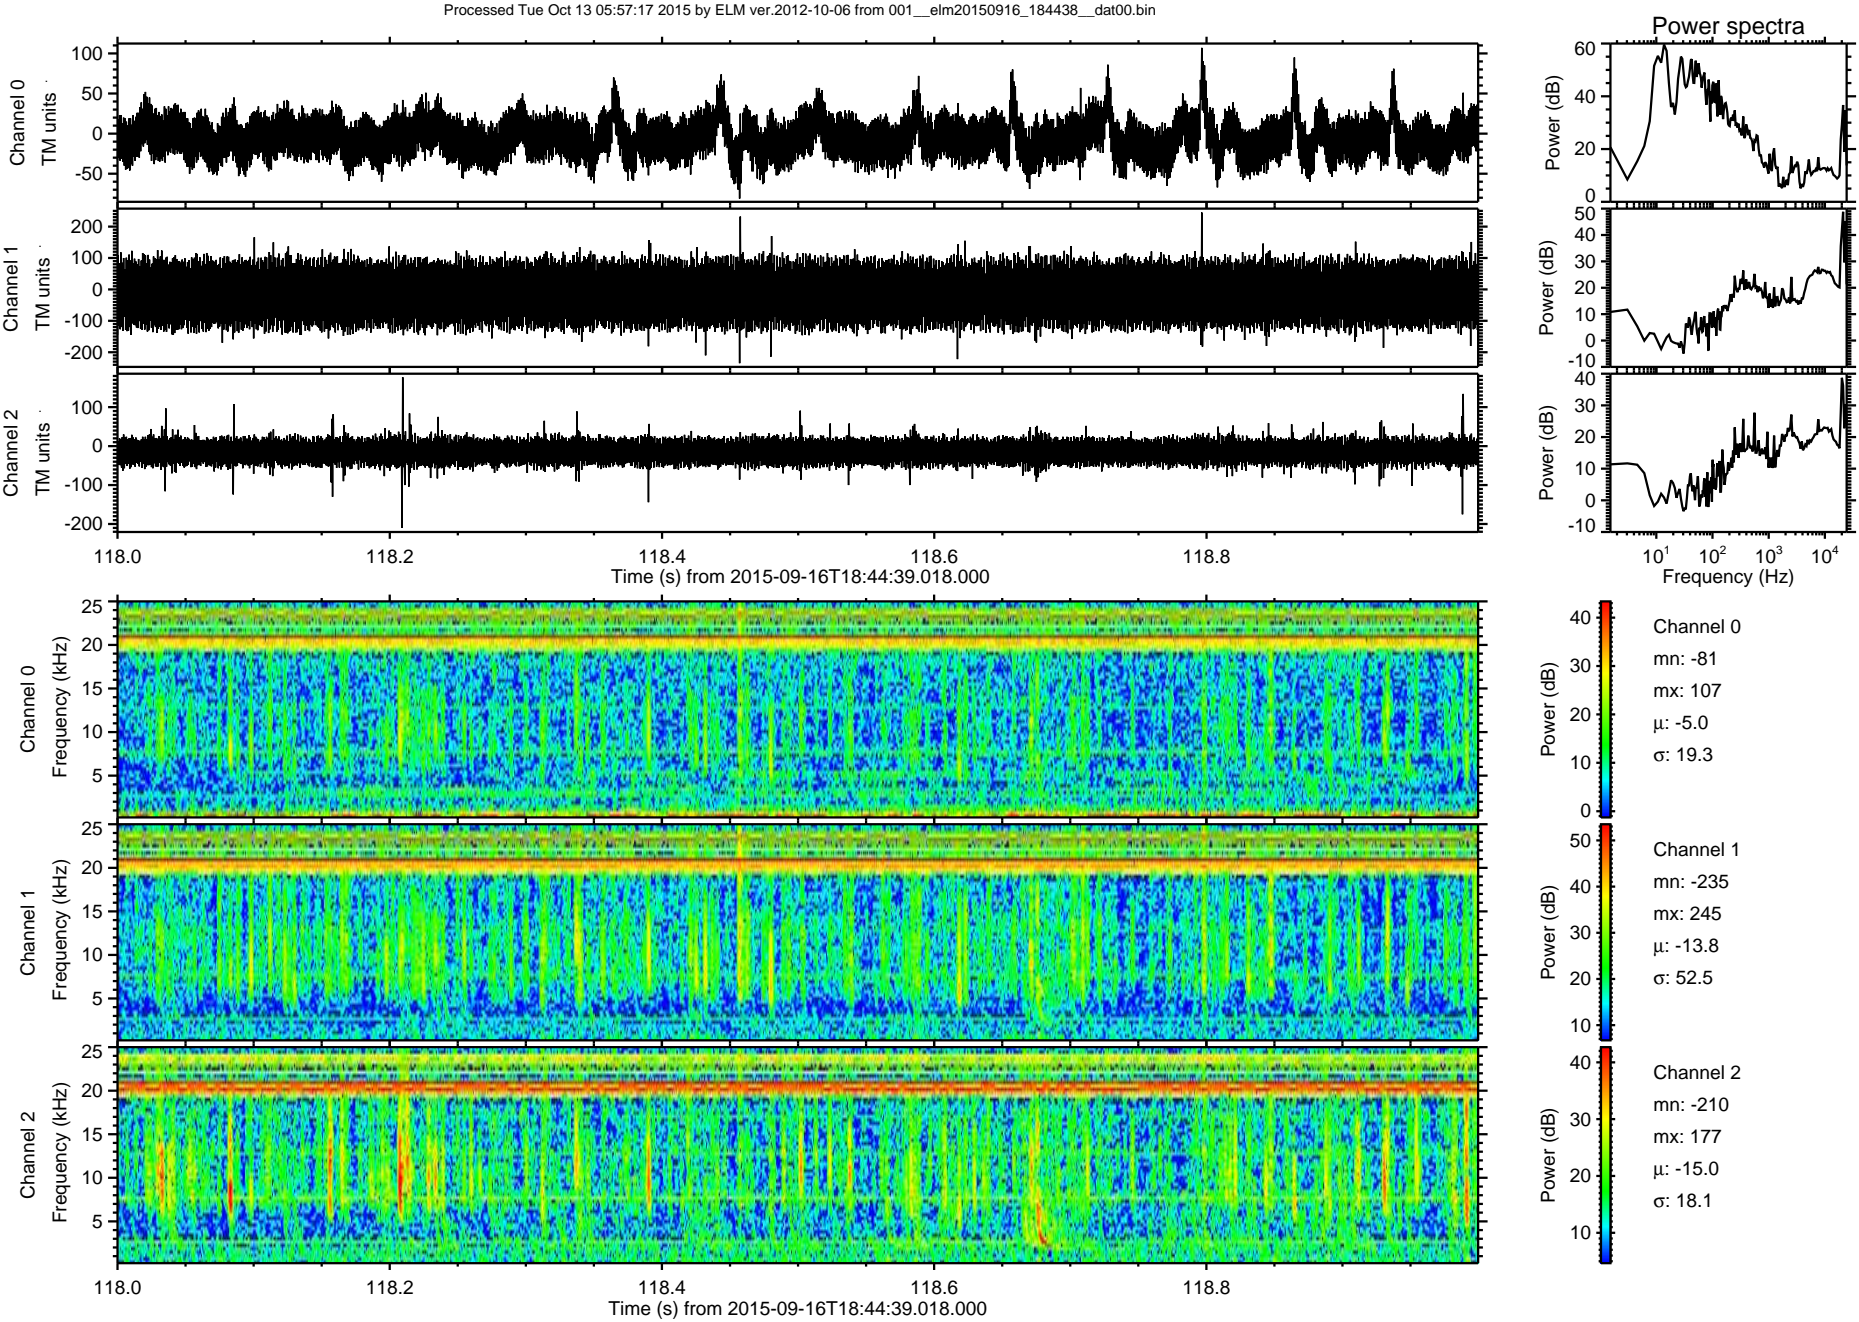 Processed Tue Oct 13 05:57:17 2015 by ELM ver.2012-10-06 from 001__elm20150916_184438__dat00.bin
Power spectra
Channel 0
TM units
100
50
0
-50
Power (dB)
60
40
20
0
Channel 1
TM units
200
100
0
-100
-200
Power (dB)
50
40
30
20
10
0
-10
Channel 2
TM units
100
0
-100
-200
Power (dB)
40
30
20
10
0
-10
118.0 118.2 118.4 118.6 118.8
Time (s) from 2015-09-16T18:44:39.018.000
10¹ 10² 10³ 10⁴
Frequency (Hz)
Channel 0
Frequency (kHz)
25
20
15
10
5
Power (dB)
40
30
20
10
0
Channel 0
mn: -81
mx: 107
μ: -5.0
σ: 19.3
Channel 1
Frequency (kHz)
25
20
15
10
5
Power (dB)
50
40
30
20
10
Channel 1
mn: -235
mx: 245
μ: -13.8
σ: 52.5
Channel 2
Frequency (kHz)
25
20
15
10
5
Power (dB)
40
30
20
10
Channel 2
mn: -210
mx: 177
μ: -15.0
σ: 18.1
118.0 118.2 118.4 118.6 118.8
Time (s) from 2015-09-16T18:44:39.018.000